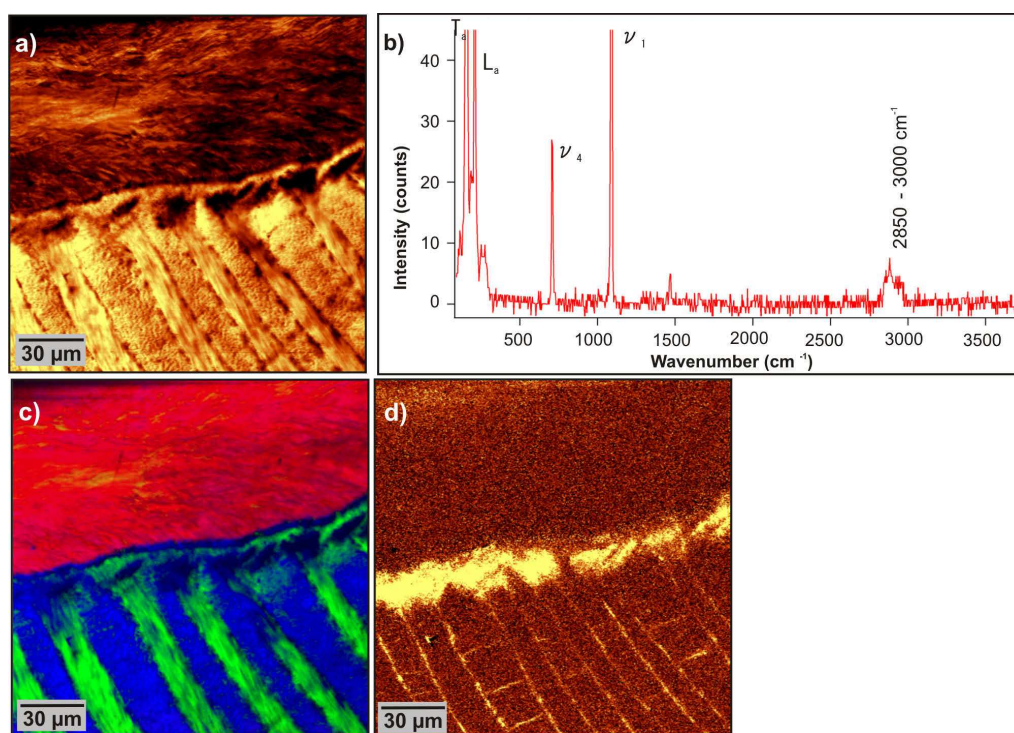 a)
30 µm
b)
Tₐ
Lₐ
ν 4
ν 1
2850 - 3000 cm⁻¹
Intensity (counts)
40
30
20
10
0
500
1000
1500
2000
2500
3000
3500
Wavenumber (cm ⁻¹)
c)
30 µm
d)
30 µm